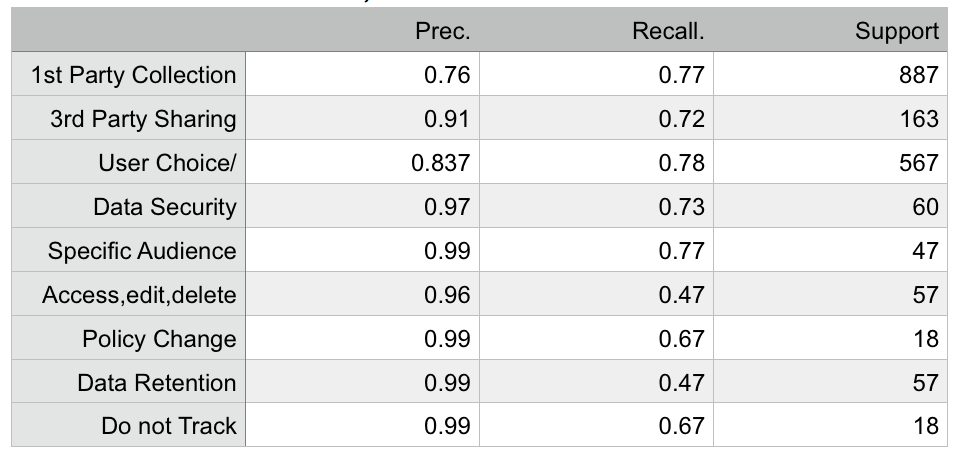 Prec. Recall. Support
1st Party Collection 0.76 0.77 887
3rd Party Sharing 0.91 0.72 163
User Choice/ 0.837 0.78 567
Data Security 0.97 0.73 60
Specific Audience 0.99 0.77 47
Access,edit,delete 0.96 0.47 57
Policy Change 0.99 0.67 18
Data Retention 0.99 0.47 57
Do not Track 0.99 0.67 18